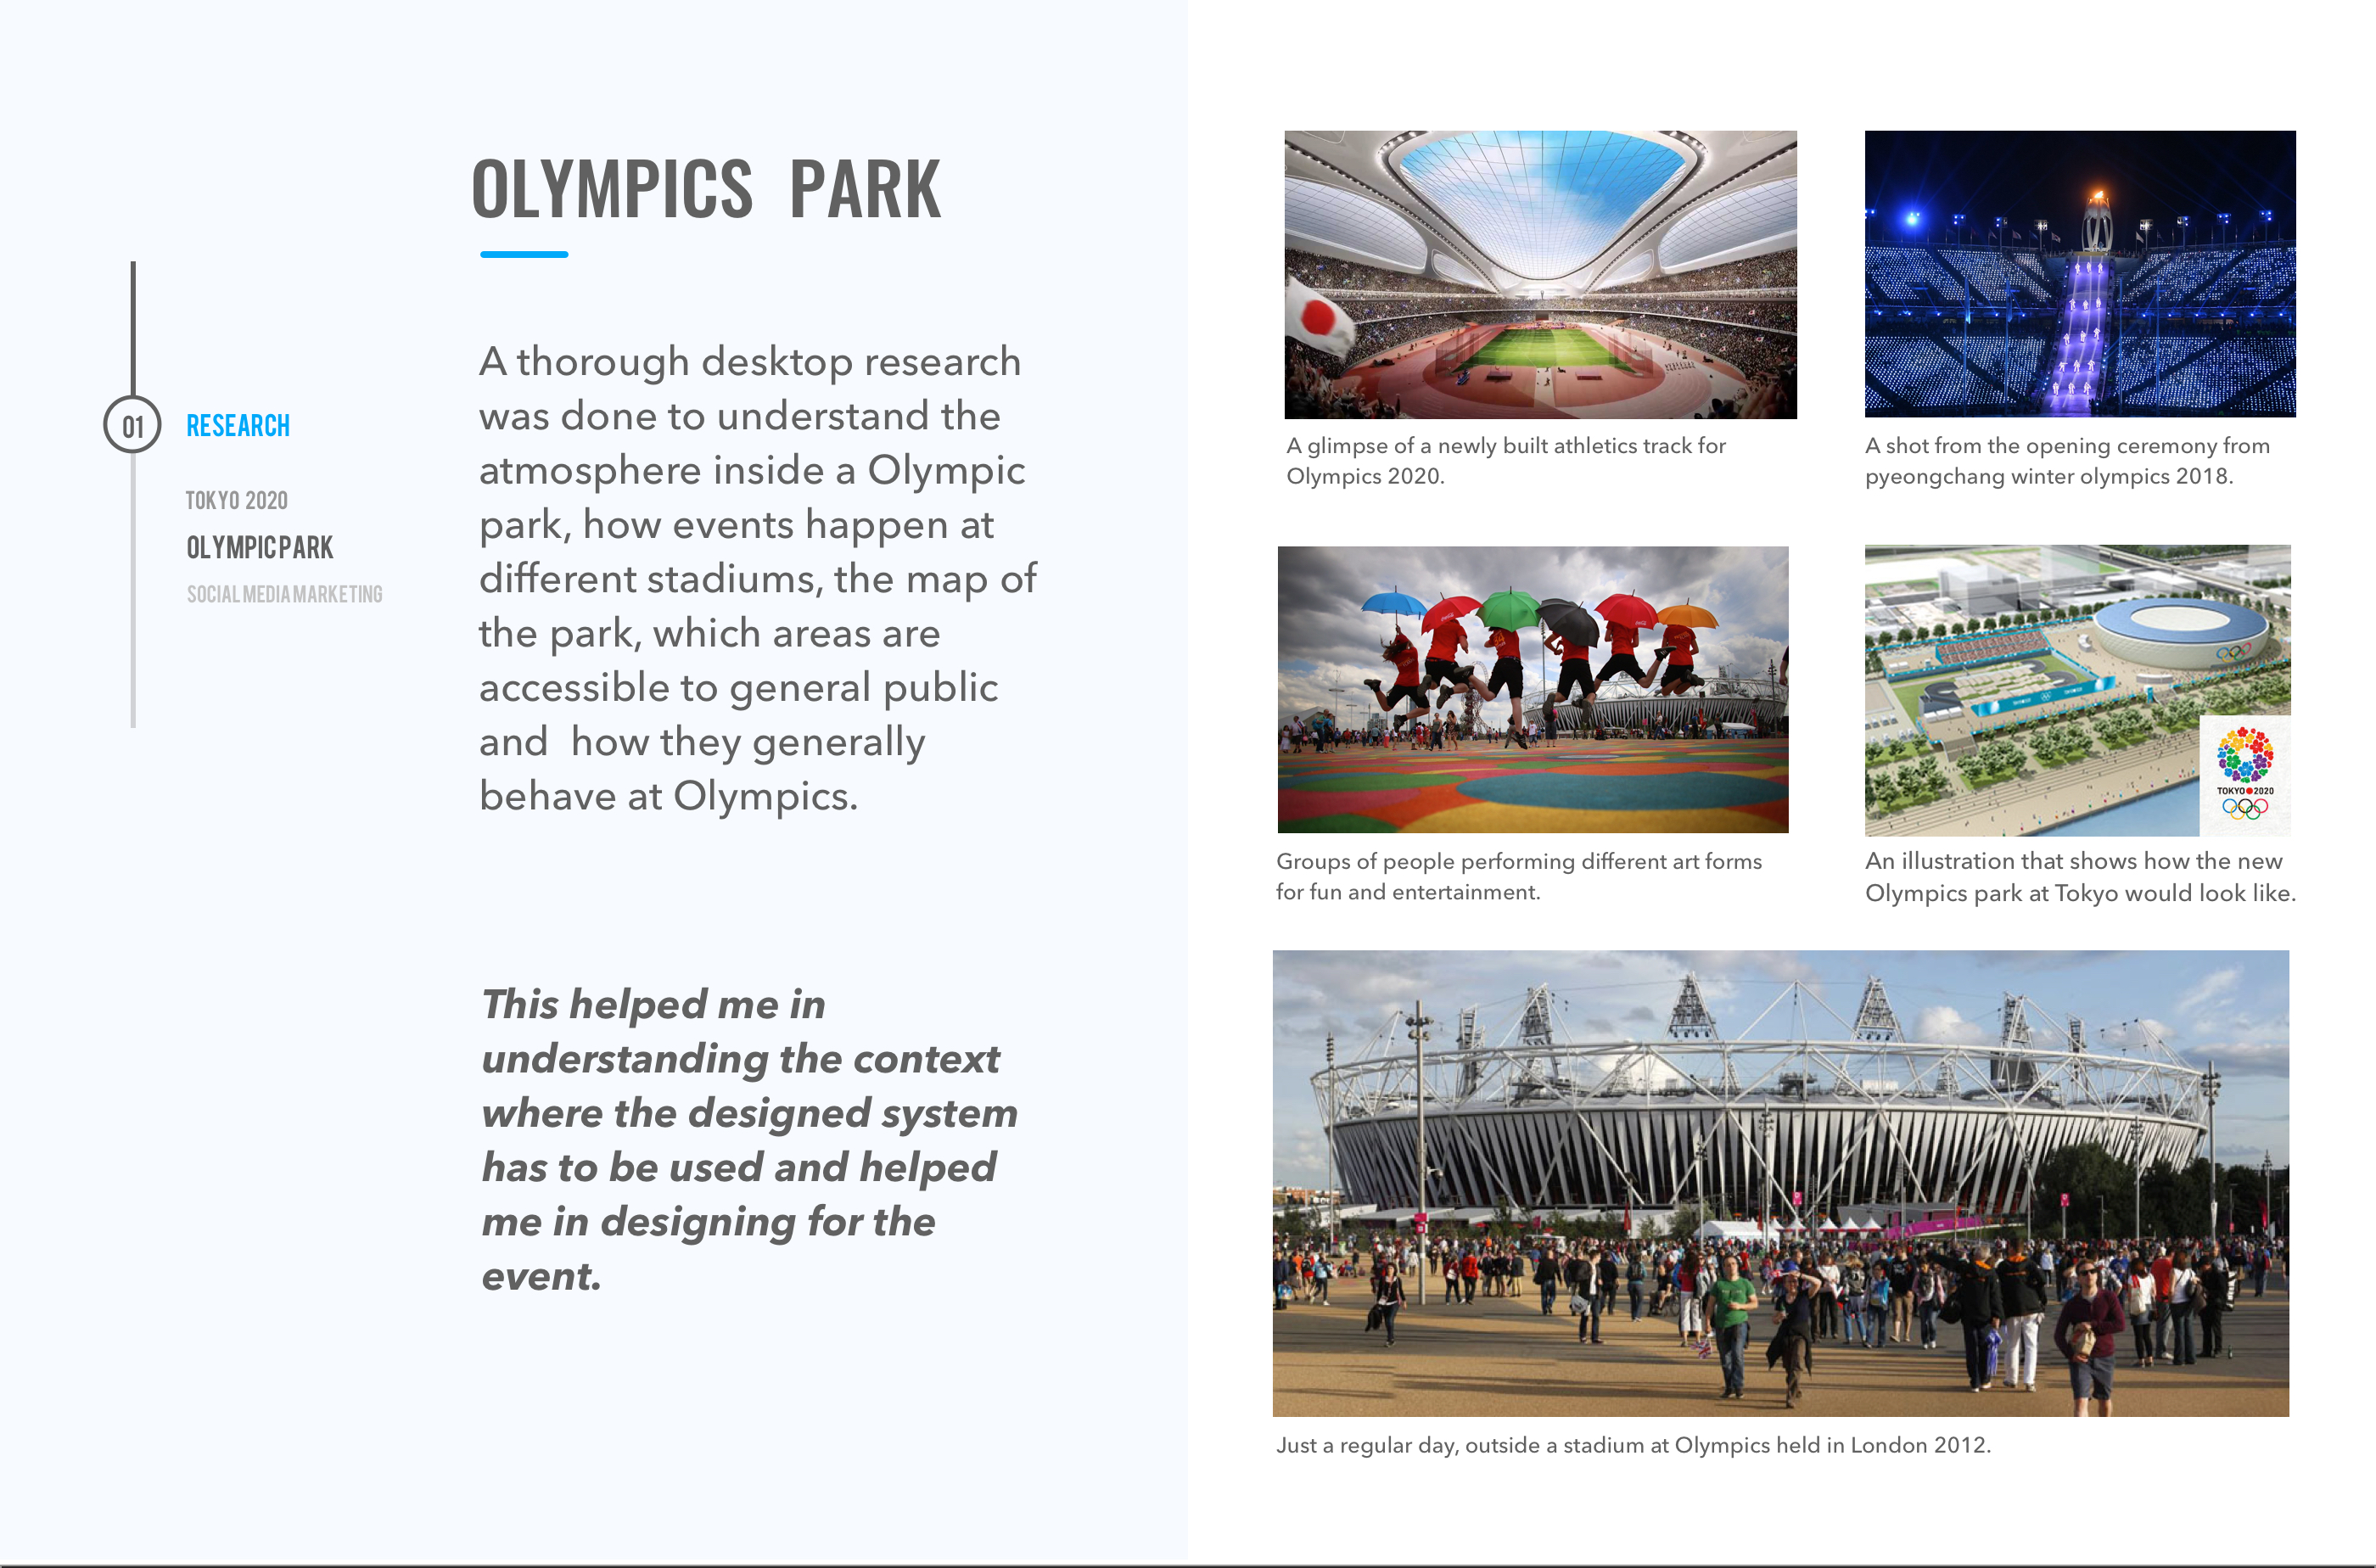 OLYMPICS PARK
01
RESEARCH
TOKYO 2020
OLYMPIC PARK
SOCIAL MEDIA MARKETING
A thorough desktop research
was done to understand the
atmosphere inside a Olympic
park, how events happen at
different stadiums, the map of
the park, which areas are
accessible to general public
and how they generally
behave at Olympics.
This helped me in
understanding the context
where the designed system
has to be used and helped
me in designing for the
event.
A glimpse of a newly built athletics track for
Olympics 2020.
A shot from the opening ceremony from
pyeongchang winter olympics 2018.
Groups of people performing different art forms
for fun and entertainment.
TOKYO 2020
An illustration that shows how the new
Olympics park at Tokyo would look like.
Just a regular day, outside a stadium at Olympics held in London 2012.